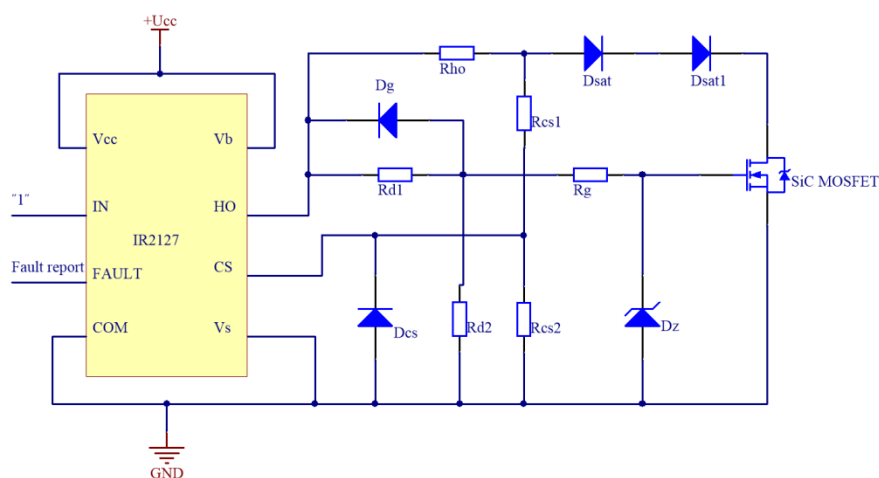 +Ucc
Rho
Dsat
Dsat1
Dg
Rcs1
Vcc
Vb
Rd1
Rg
SiC MOSFET
"1"
IN
HO
IR2127
Fault report
FAULT
CS
COM
Vs
Dcs
Rd2
Rcs2
Dz
GND